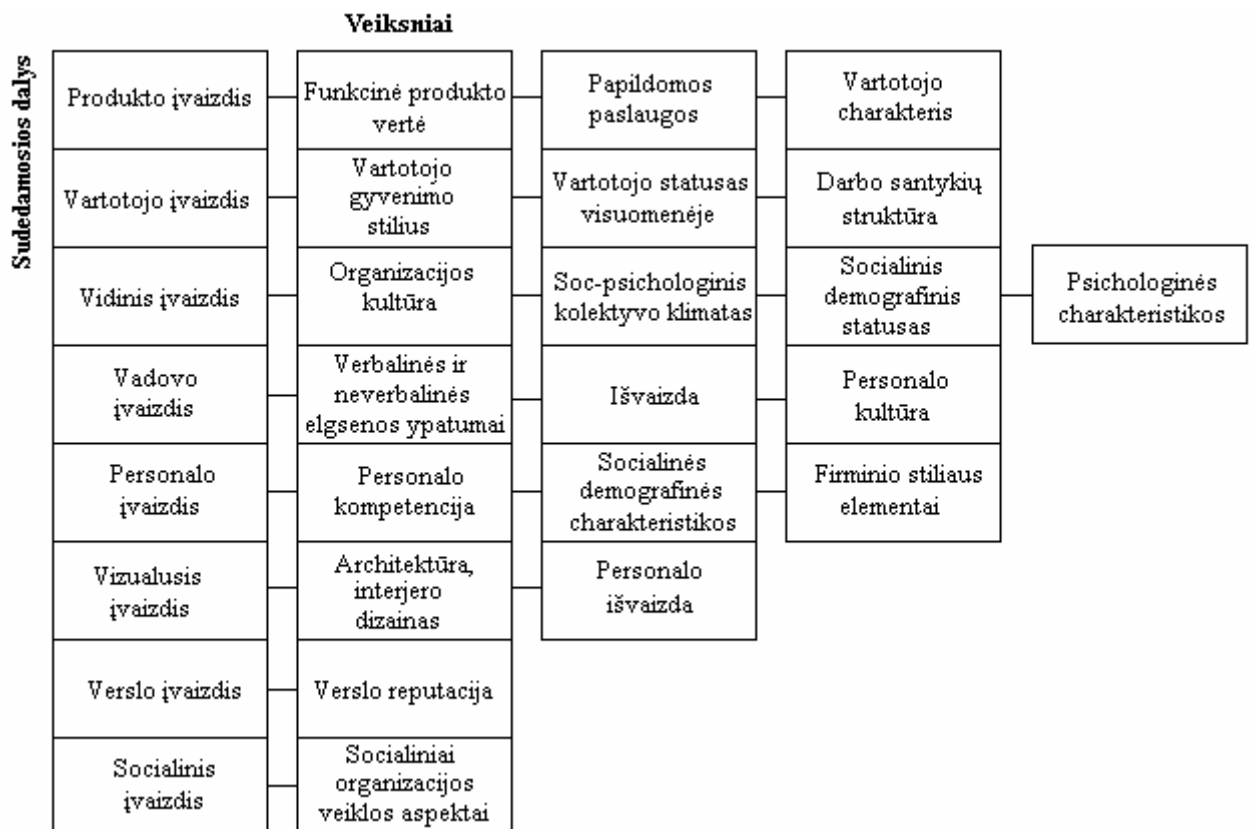 Veiksniai
Sudedamosios dalys
Produkto įvaizdis
Funkcinė produkto
vertė
Papildomos
paslaugos
Vartotojo
charakteris
Vartotojo įvaizdis
Vartotojo
gyvenimo
stilius
Vartotojo statusas
visuomenėje
Darbo santykių
struktūra
Vidinis įvaizdis
Organizacijos
kultūra
Soc-psichologinis
kolektyvo klimatas
Socialinis
demografinis
statusas
Psichologinės
charakteristikos
Vadovo
įvaizdis
Verbalinės ir
neverbalinės
elgsenos ypatumai
Išvaizda
Personalo
kultūra
Personalo
įvaizdis
Personalo
kompetencija
Socialinės
demografinės
charakteristikos
Firminio stiliaus
elementai
Vizualusis
įvaizdis
Architektūra,
interjero
dizainas
Personalo
išvaizda
Verslo įvaizdis
Verslo reputacija
Socialinis
įvaizdis
Socialiniai
organizacijos
veiklos aspektai